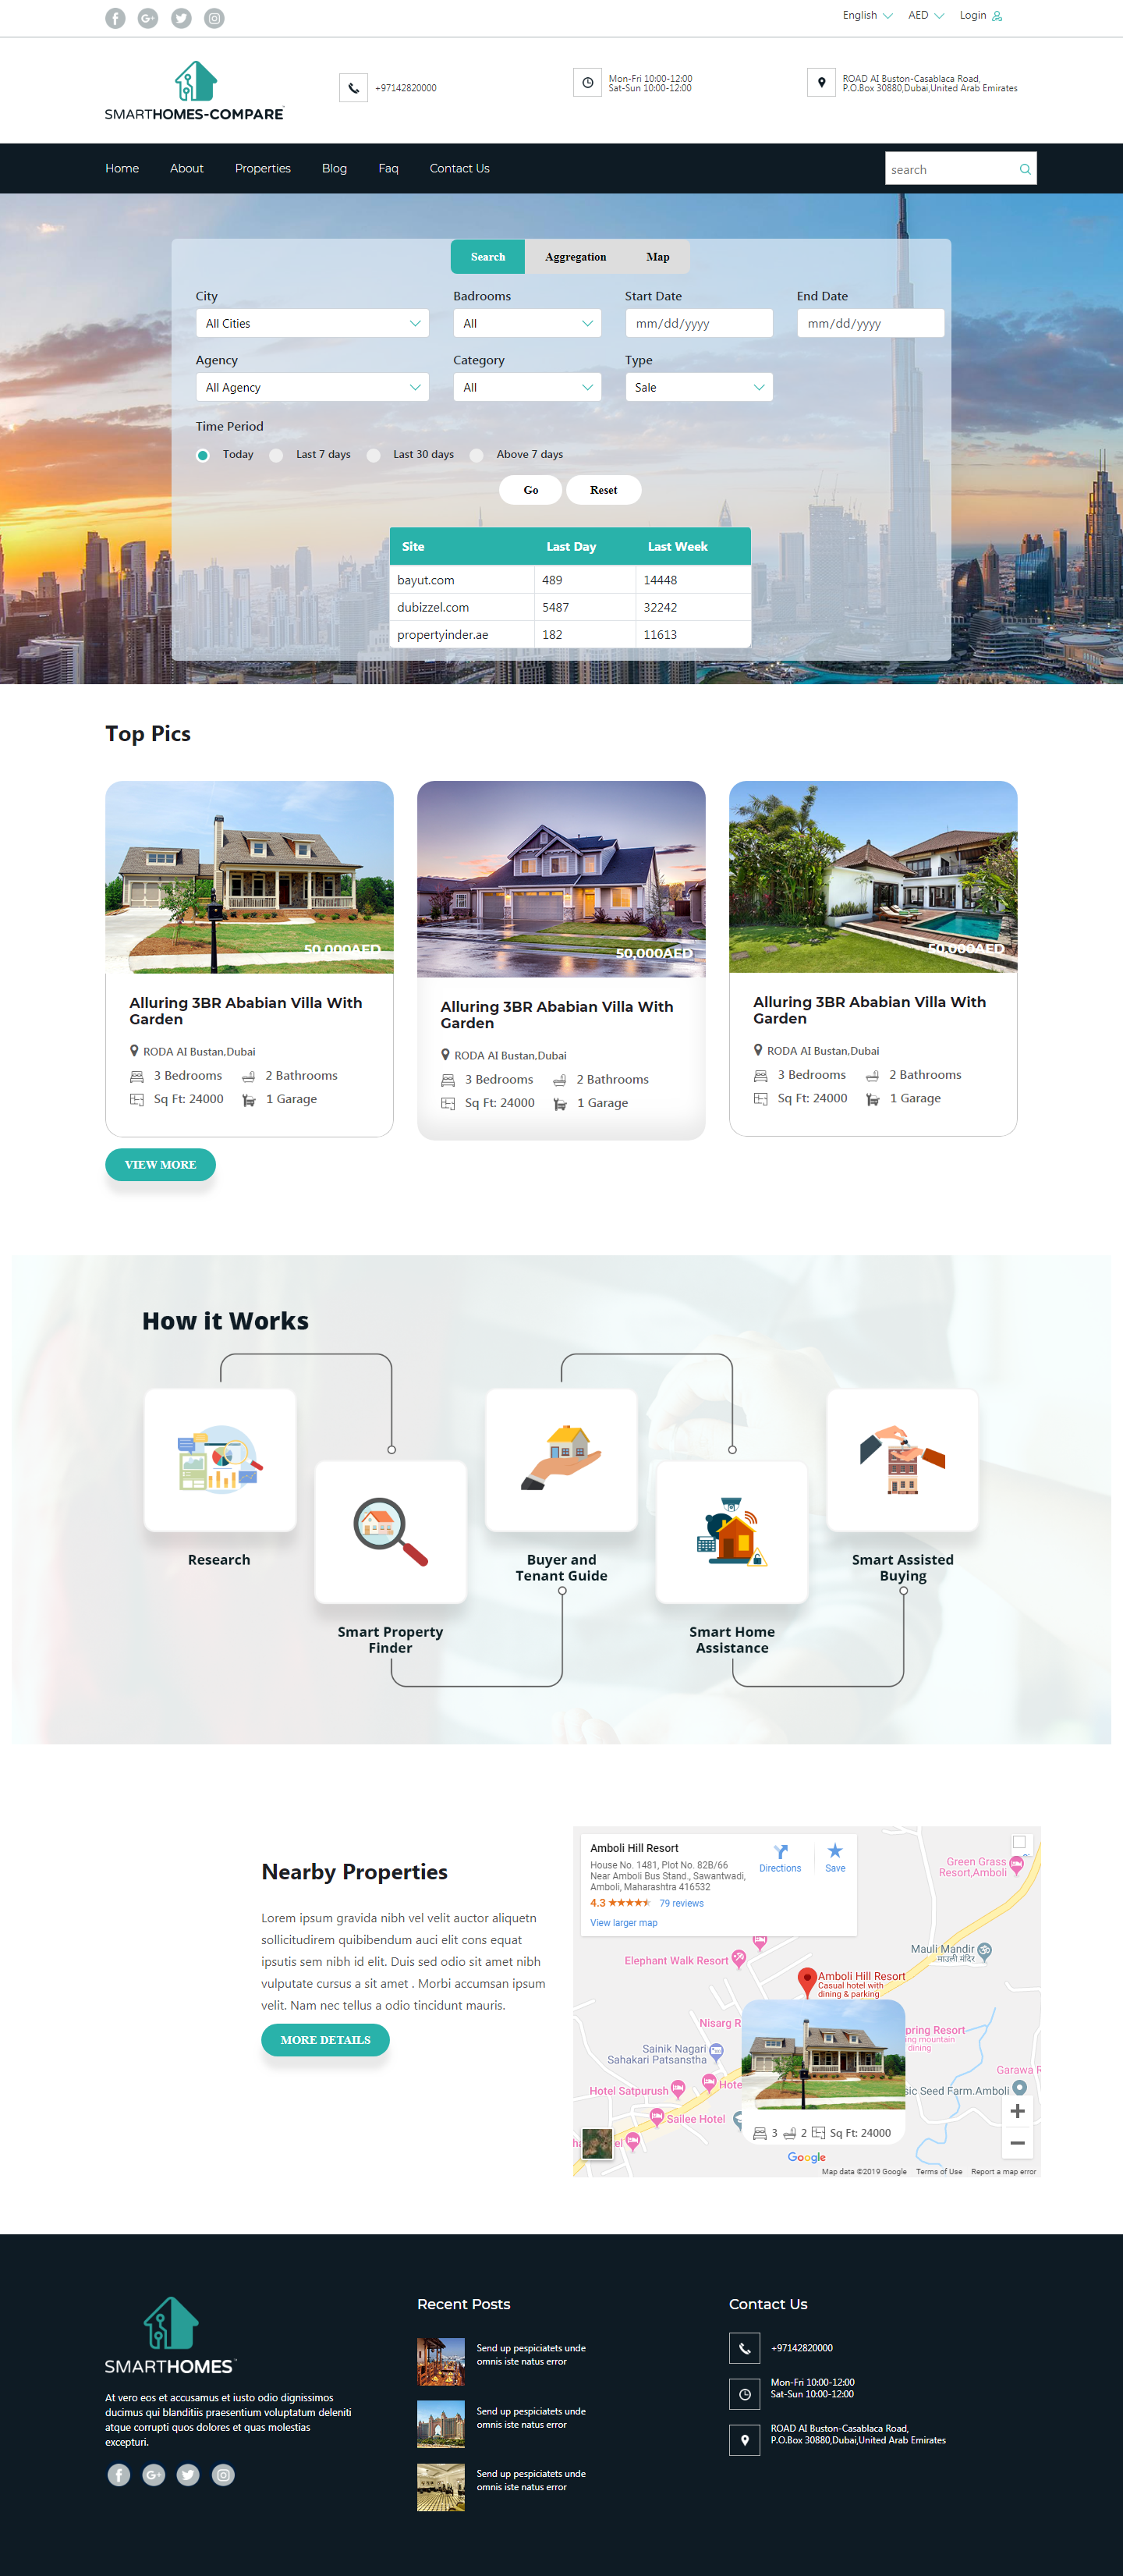 English
AED
Login
SMARTHOMES-COMPARE
+97142820000
Mon-Fri 10:00-12:00
Sat-Sun 10:00-12:00
ROAD AI Buston-Casablaca Road,
P.O.Box 30880,Dubai,United Arab Emirates
Home
About
Properties
Blog
Faq
Contact Us
search
Search
Aggregation
Map
City
Badrooms
Start Date
End Date
All Cities
All
mm/dd/yyyy
mm/dd/yyyy
Agency
Category
Type
All Agency
All
Sale
Time Period
Today
Last 7 days
Last 30 days
Above 7 days
Go
Reset
Site
Last Day
Last Week
bayut.com
489
14448
dubizzel.com
5487
32242
propertyinder.ae
182
11613
Top Pics
50,000AED
Alluring 3BR Ababian Villa With
Garden
RODA AI Bustan,Dubai
3 Bedrooms
2 Bathrooms
Sq Ft: 24000
1 Garage
50,000AED
Alluring 3BR Ababian Villa With
Garden
RODA AI Bustan,Dubai
3 Bedrooms
2 Bathrooms
Sq Ft: 24000
1 Garage
50,000AED
Alluring 3BR Ababian Villa With
Garden
RODA AI Bustan,Dubai
3 Bedrooms
2 Bathrooms
Sq Ft: 24000
1 Garage
VIEW MORE
How it Works
Research
Smart Property
Finder
Buyer and
Tenant Guide
Smart Home
Assistance
Smart Assisted
Buying
Nearby Properties
Lorem ipsum gravida nibh vel velit auctor aliquetn
sollicitudirem quibibendum auci elit cons equat
ipsutis sem nibh id elit. Duis sed odio sit amet nibh
vulputate cursus a sit amet . Morbi accumsan ipsum
velit. Nam nec tellus a odio tincidunt mauris.
MORE DETAILS
Amboli Hill Resort
House No. 1481, Plot No. 82B/66
Near Amboli Bus Stand., Sawantwadi,
Amboli, Maharashtra 416532
4.3
79 reviews
View larger map
Directions
Save
Green Grass
Resort,Amboli
Mauli Mandir
माउली मंदिर
Elephant Walk Resort
Amboli Hill Resort
Casual hotel with
dining & parking
Nisarg R
pring Resort
ng mountain
dining
Sainik Nagari
Sahakari Patsanstha
Garawa R
Hotel Satpurush
Hote
sic Seed Farm.Amboli
Sailee Hotel
el
3
2
Sq Ft: 24000
Google
Map data ©2019 Google
Terms of Use
Report a map error
SMARTHOMES
At vero eos et accusamus et iusto odio dignissimos
ducimus qui blanditiis praesentium voluptatum deleniti
atque corrupti quos dolores et quas molestias
excepturi.
Recent Posts
Send up pespiciatets unde
omnis iste natus error
Send up pespiciatets unde
omnis iste natus error
Send up pespiciatets unde
omnis iste natus error
Contact Us
+97142820000
Mon-Fri 10:00-12:00
Sat-Sun 10:00-12:00
ROAD AI Buston-Casablaca Road,
P.O.Box 30880,Dubai,United Arab Emirates